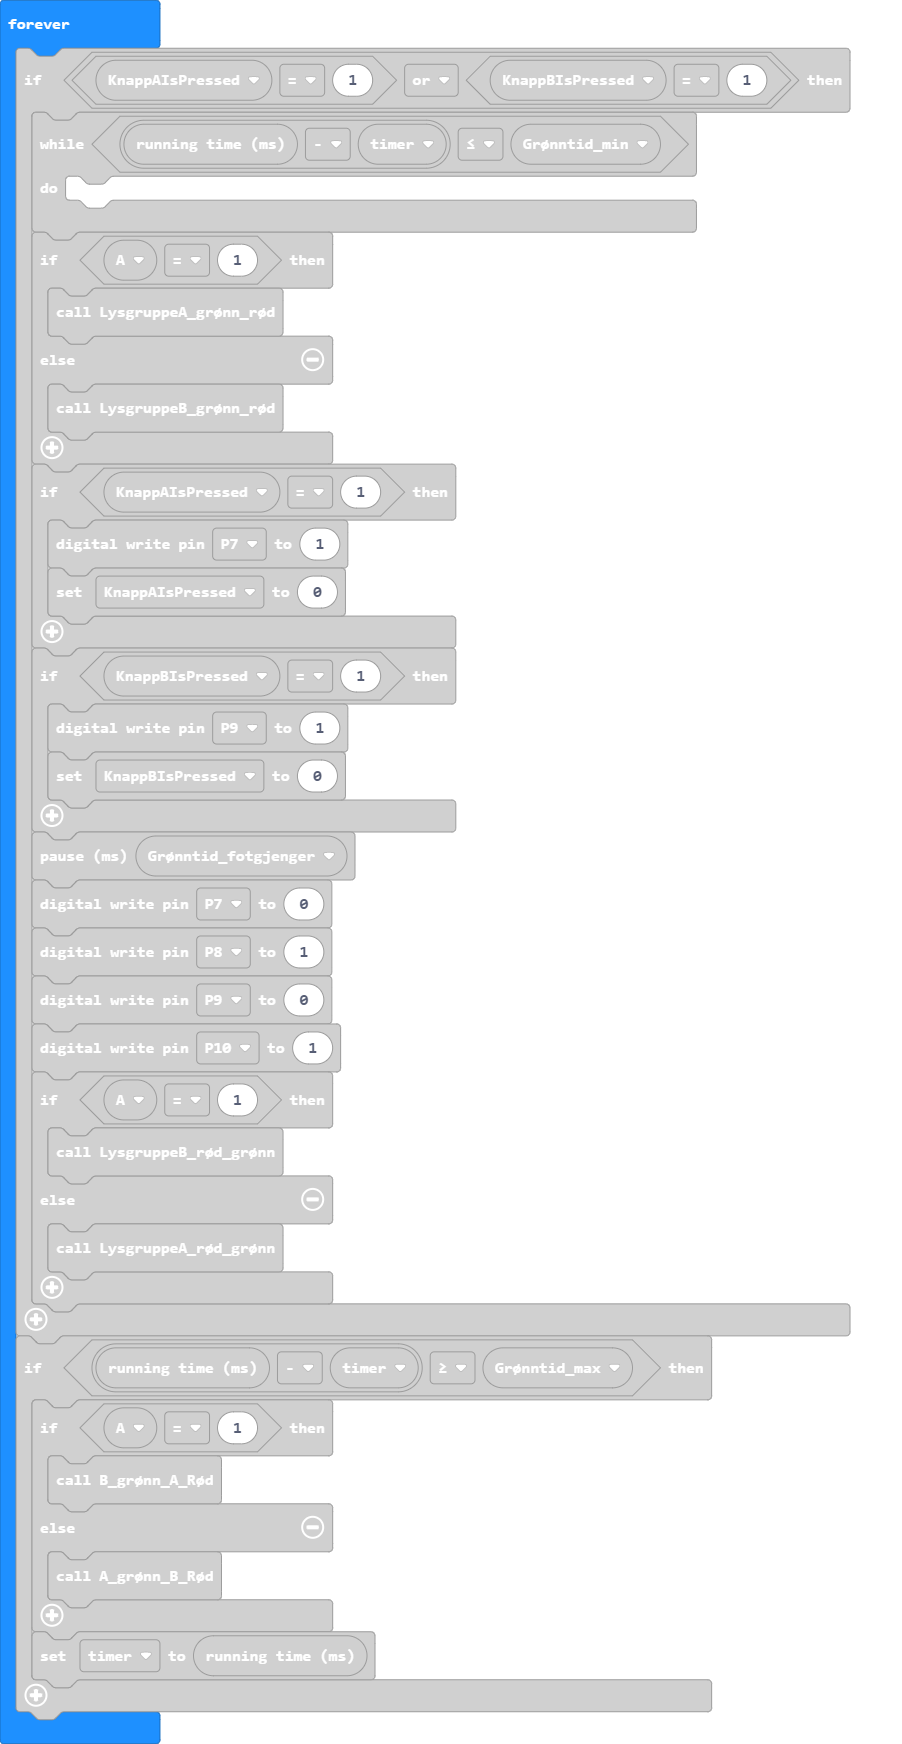 forever
if KnappAIsPressed = 1 or KnappBIsPressed = 1 then
while running time (ms) - timer ≤ Grønntid_min
do
if A = 1 then
call LysgruppeA_grønn_rød
else
call LysgruppeB_grønn_rød
if KnappAIsPressed = 1 then
digital write pin P7 to 1
set KnappAIsPressed to 0
if KnappBIsPressed = 1 then
digital write pin P9 to 1
set KnappBIsPressed to 0
pause (ms) Grønntid_fotgjenger
digital write pin P7 to 0
digital write pin P8 to 1
digital write pin P9 to 0
digital write pin P10 to 1
if A = 1 then
call LysgruppeB_rød_grønn
else
call LysgruppeA_rød_grønn
if running time (ms) - timer ≥ Grønntid_max then
if A = 1 then
call B_grønn_A_Rød
else
call A_grønn_B_Rød
set timer to running time (ms)